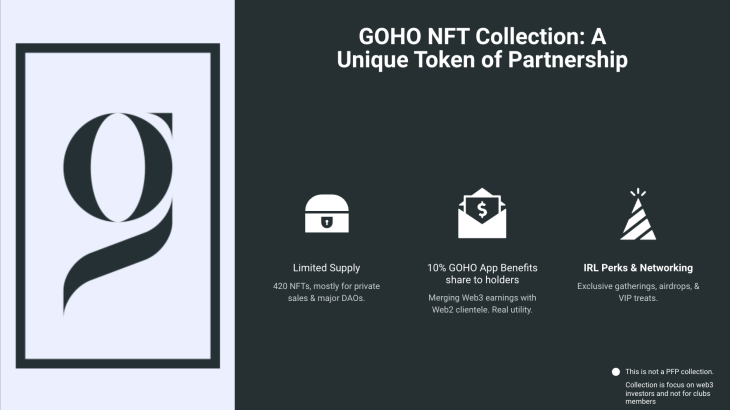 g
GOHO NFT Collection: A
Unique Token of Partnership
$
Limited Supply
420 NFTs, mostly for private
sales & major DAOs.
10% GOHO App Benefits
share to holders
Merging Web3 earnings with
Web2 clientele. Real utility.
IRL Perks & Networking
Exclusive gatherings, airdrops, &
VIP treats.
This is not a PFP collection.
Collection is focus on web3
investors and not for clubs
members